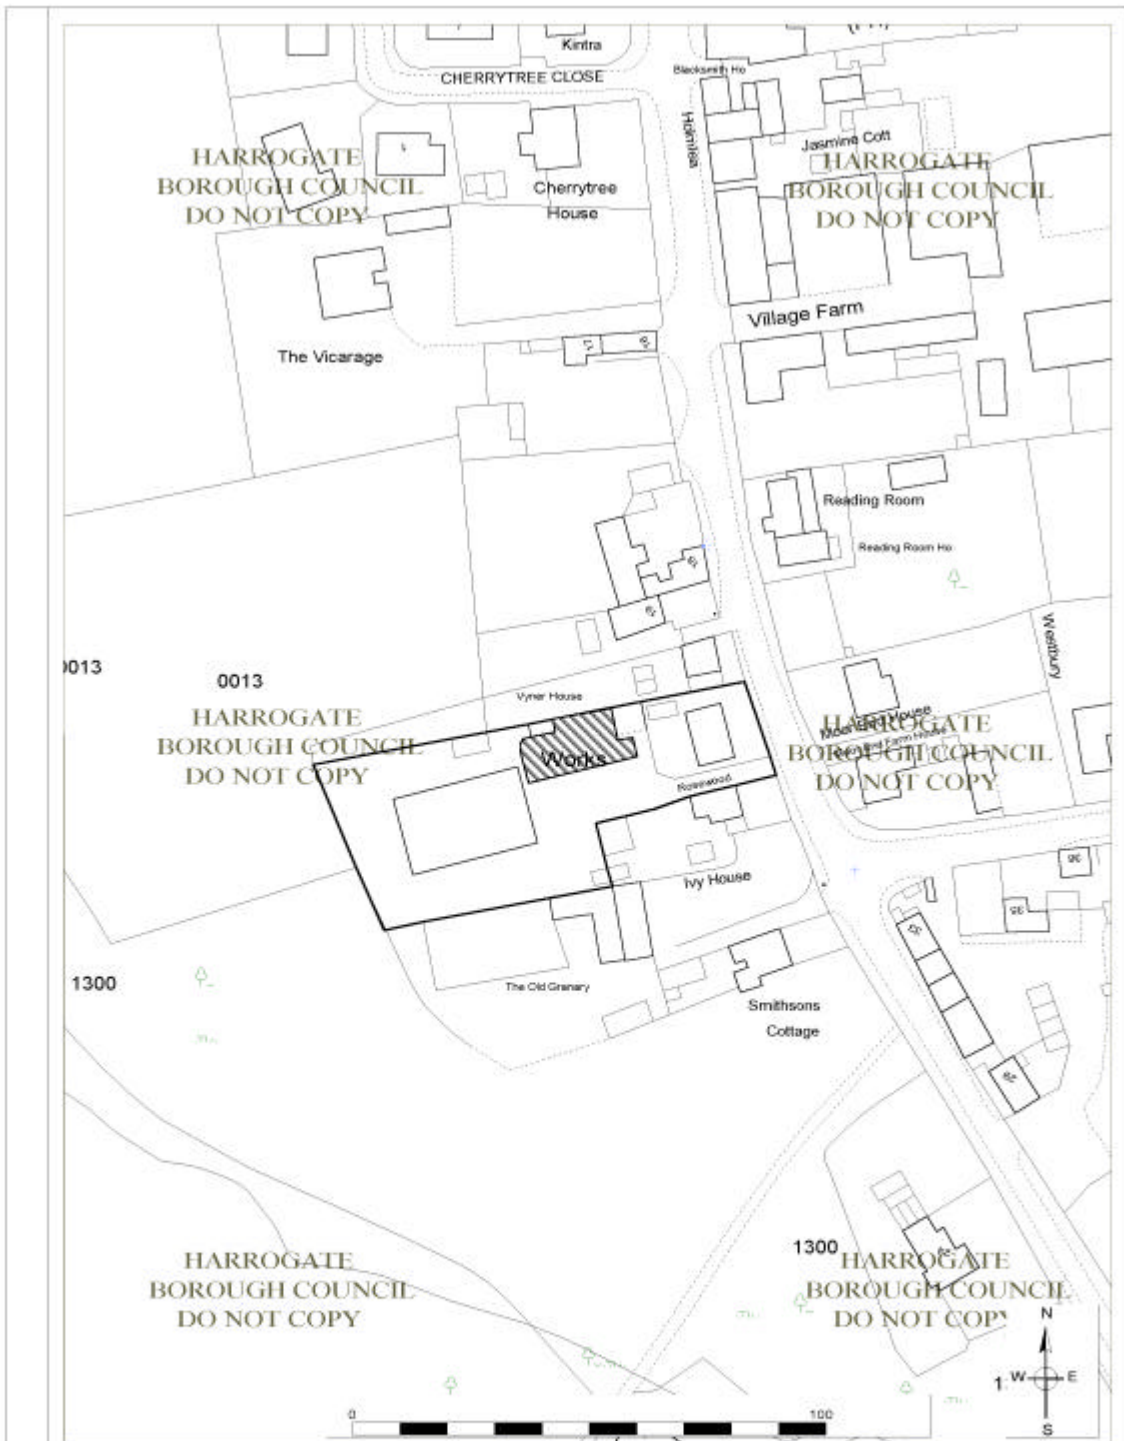 Kintra
CHERRYTREE CLOSE
Blacksmith Ho
Holmlea
Jasmine Cott
HARROGATE
BOROUGH COUNCIL
DO NOT COPY
HARROGATE
BOROUGH COUNCIL
DO NOT COPY
1
Cherrytree
House
Village Farm
The Vicarage
Reading Room
Reading Room Ho
Westbury
0013
0013
Vyner House
HARROGATE
BOROUGH COUNCIL
DO NOT COPY
HARROGATE
BOROUGH COUNCIL
DO NOT COPY
Works
Rosewood
Ivy House
36
35
1300
The Old Granary
Smithsons
Cottage
1300
HARROGATE
BOROUGH COUNCIL
DO NOT COPY
HARROGATE
BOROUGH COUNCIL
DO NOT COPY
N
W E
S
0 100